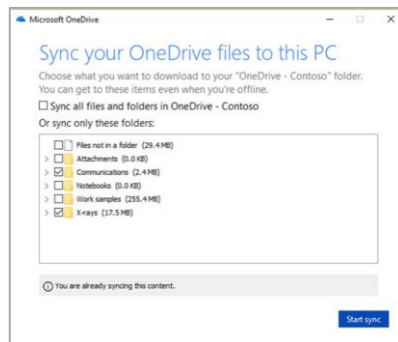 Microsoft OneDrive
Sync your OneDrive files to this PC
Choose what you want to download to your "OneDrive - Contoso" folder.
You can get to these items even when you're offline.
Sync all files and folders in OneDrive - Contoso
Or sync only these folders:
Files not in a folder (29.4 MB)
Attachments (0.0 KB)
Communications (2.4 MB)
Notebooks (0.0 KB)
Work samples (255.4 MB)
X-rays (17.5 MB)
You are already syncing this content.
Start sync